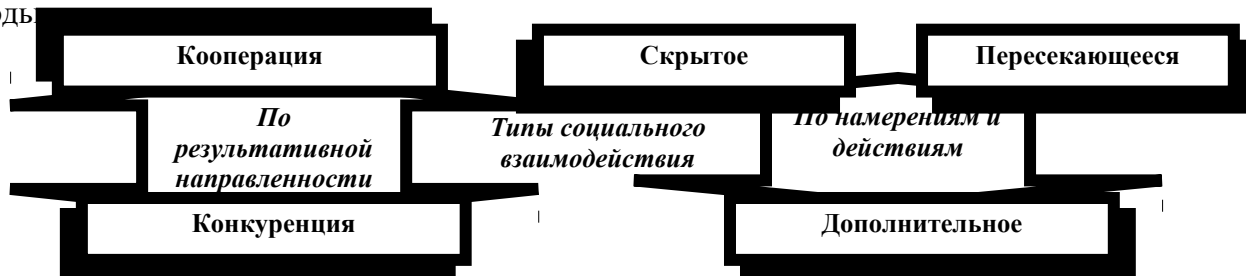 Кооперация
Скрытое
Пересекающееся
По
результативной
направленности
Типы социального
взаимодействия
По намерениям и
действиям
Конкуренция
Дополнительное